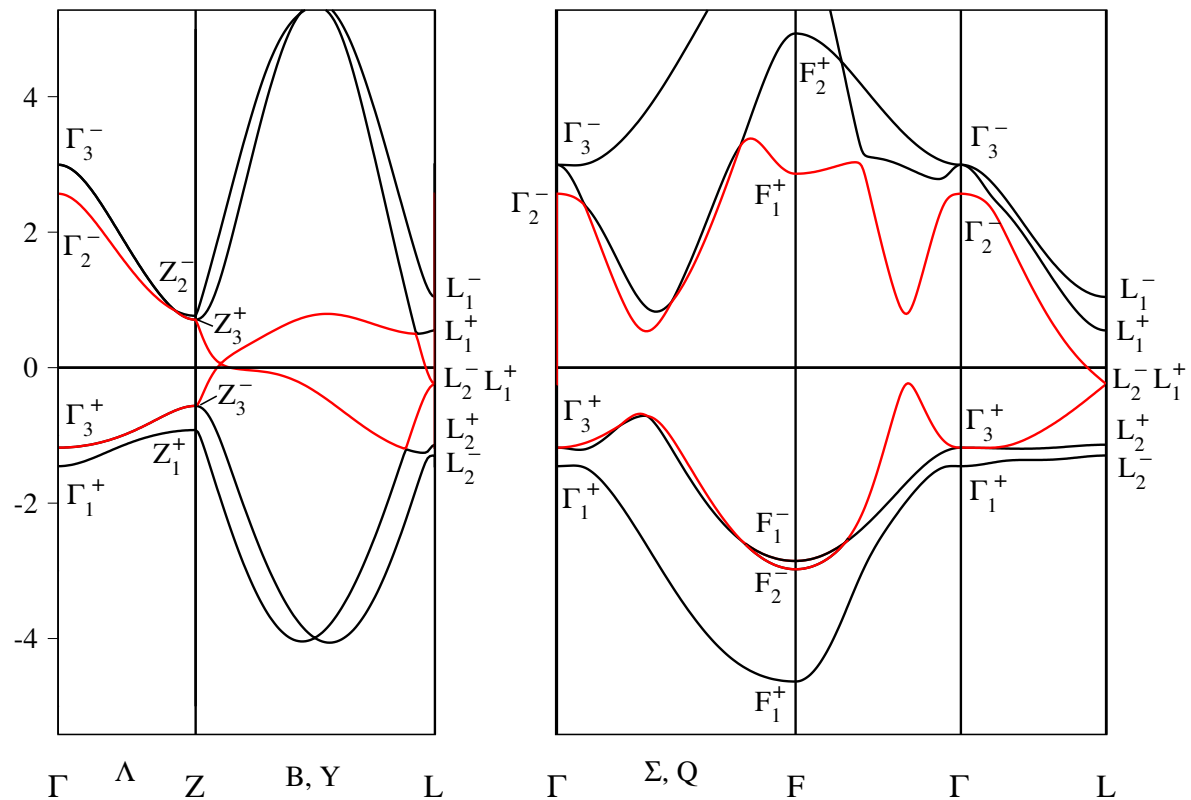 4
2
0
-2
-4
Γ₃⁻
Γ₂⁻
Γ₃⁺
Γ₁⁺
Z₂⁻
Z₃⁺
Z₃⁻
Z₁⁺
L₁⁻
L₁⁺
L₂⁻ L₁⁺
L₂⁺
L₂⁻
Γ Λ Z B, Y L
Γ₃⁻
Γ₂⁻
Γ₃⁺
Γ₁⁺
F₂⁺
F₁⁺
F₁⁻
F₂⁻
F₁⁺
Γ₃⁻
Γ₂⁻
Γ₃⁺
Γ₁⁺
L₁⁻
L₁⁺
L₂⁻ L₁⁺
L₂⁺
L₂⁻
Γ Σ, Q F Γ L